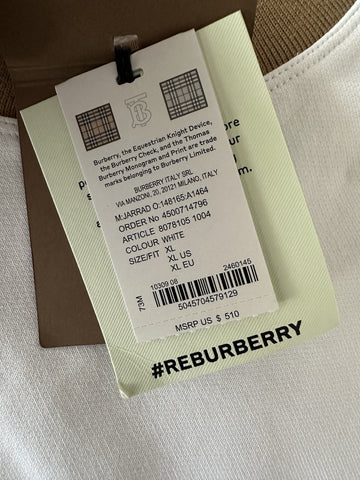 Burberry, the Equestrian Knight Device,
the Burberry Check, and the Thomas
Burberry Monogram and Print are trade
marks belonging to Burberry Limited.
BURBERRY ITALY SRL
VIA MANZONI, 20, 20121 MILANO, ITALY
M:JARRAD O:148165:A1464
ORDER NO 4500714796
ARTICLE 8078105 1004
COLOUR WHITE
SIZE/FIT XL
XL US
XL EU
73M
10309 08 2460145
5045704579129
MSRP US $ 510
#REBURBERRY